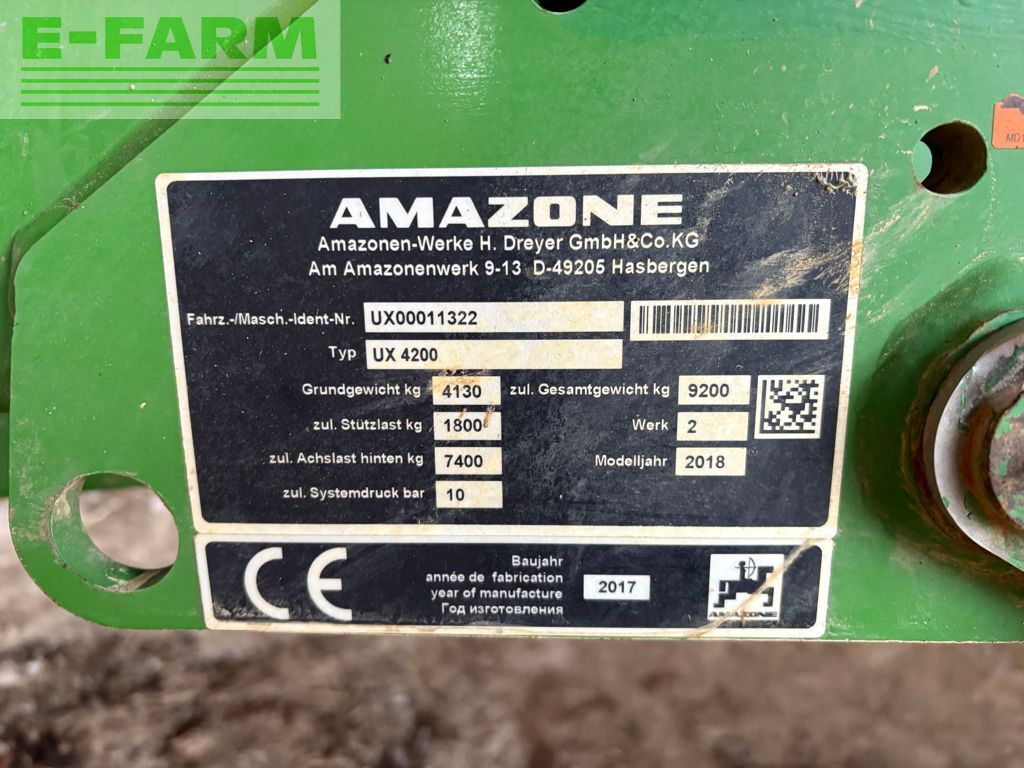 E-FARM
MD1
AMAZONE
Amazonen-Werke H. Dreyer GmbH&Co.KG
Am Amazonenwerk 9-13 D-49205 Hasbergen
Fahrz.-/Masch.-Ident-Nr. UX00011322
Typ UX 4200
Grundgewicht kg 4130 zul. Gesamtgewicht kg 9200
zul. Stützlast kg 1800 Werk 2
zul. Achslast hinten kg 7400 Modelljahr 2018
zul. Systemdruck bar 10
CE
Baujahr
année de fabrication
year of manufacture
Год изготовления
2017
AMAZONE